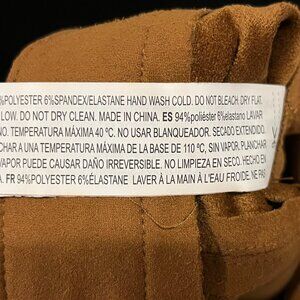 %POLYESTER 6%SPANDEX/ELASTANE HAND WASH COLD. DO NOT BLEACH. DRY FLAT.
LOW. DO NOT DRY CLEAN. MADE IN CHINA. ES 94%poliéster 6%elastano LAVAR
NO. TEMPERATURA MÁXIMA 40 ºC. NO USAR BLANQUEADOR. SECADO EXTENDIDO.
CHAR A UNA TEMPERATURA MÁXIMA DE LA BASE DE 110 ºC, SIN VAPOR. PLANCHAR
VAPOR PUEDE CAUSAR DAÑO IRREVERSIBLE. NO LIMPIEZA EN SECO. HECHO EN
A. FR 94%POLYESTER 6%ÉLASTANE LAVER À LA MAIN À L'EAU FROIDE. NE PAS